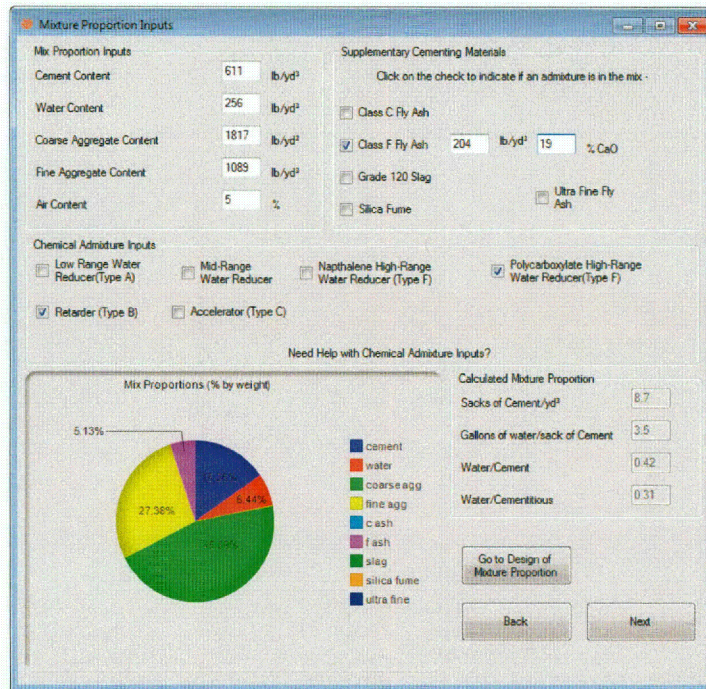 Mixture Proportion Inputs
Mix Proportion Inputs
Cement Content 611 lb/yd³
Water Content 256 lb/yd³
Coarse Aggregate Content 1817 lb/yd³
Fine Aggregate Content 1089 lb/yd³
Air Content 5 %
Supplementary Cementing Materials
Click on the check to indicate if an admixture is in the mix -
Class C Fly Ash
Class F Fly Ash 204 lb/yd³ 19 % CaO
Grade 120 Slag
Silica Fume
Ultra Fine Fly
Ash
Chemical Admixture Inputs
Low Range Water
Reducer(Type A)
Mid-Range
Water Reducer
Napthalene High-Range
Water Reducer (Type F)
Polycarboxylate High-Range
Water Reducer(Type F)
Retarder (Type B)
Accelerator (Type C)
Need Help with Chemical Admixture Inputs?
Mix Proportions (% by weight)
5.13%
6.44%
27.38%
cement
water
coarse agg
fine agg
c ash
f ash
slag
silica fume
ultra fine
Calculated Mixture Proportion
Sacks of Cement/yd³ 8.7
Gallons of water/sack of Cement 3.5
Water/Cement 0.42
Water/Cementitious 0.31
Go to Design of
Mixture Proportion
Back
Next